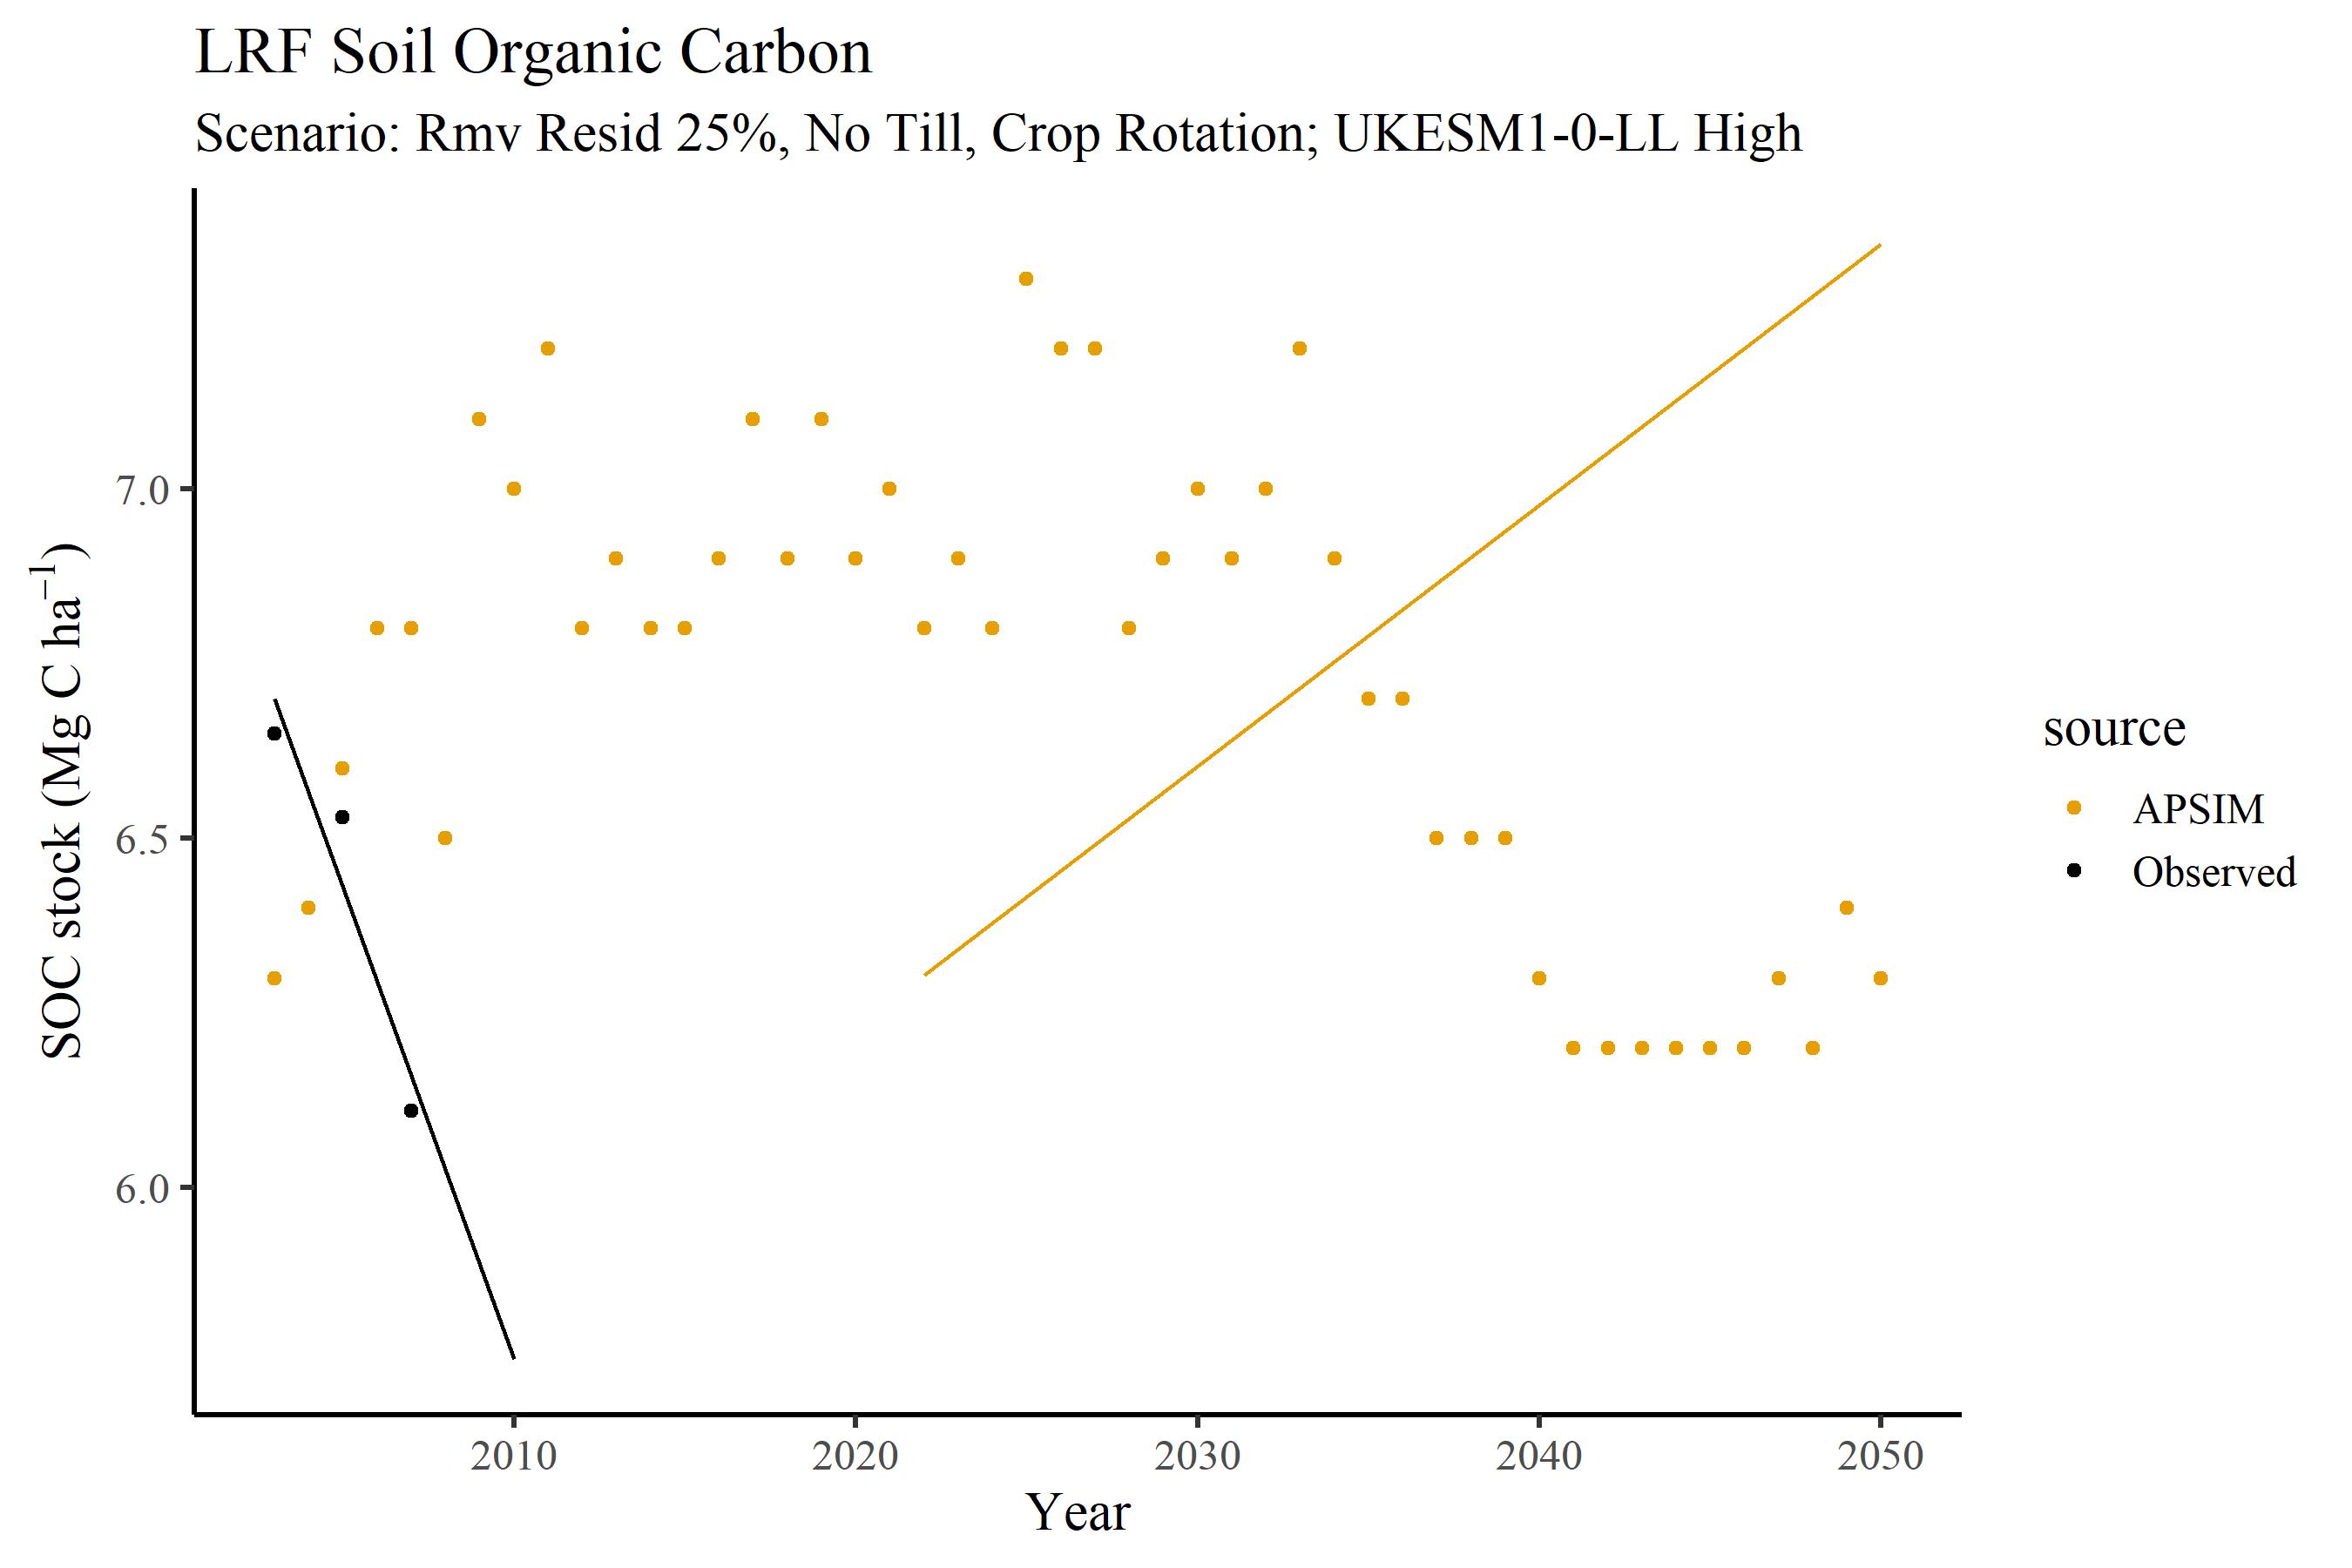 LRF Soil Organic Carbon
Scenario: Rmv Resid 25%, No Till, Crop Rotation; UKESM1-0-LL High
SOC stock (Mg C ha⁻¹)
7.0
6.5
6.0
2010 2020 2030 2040 2050
Year
source
APSIM
Observed